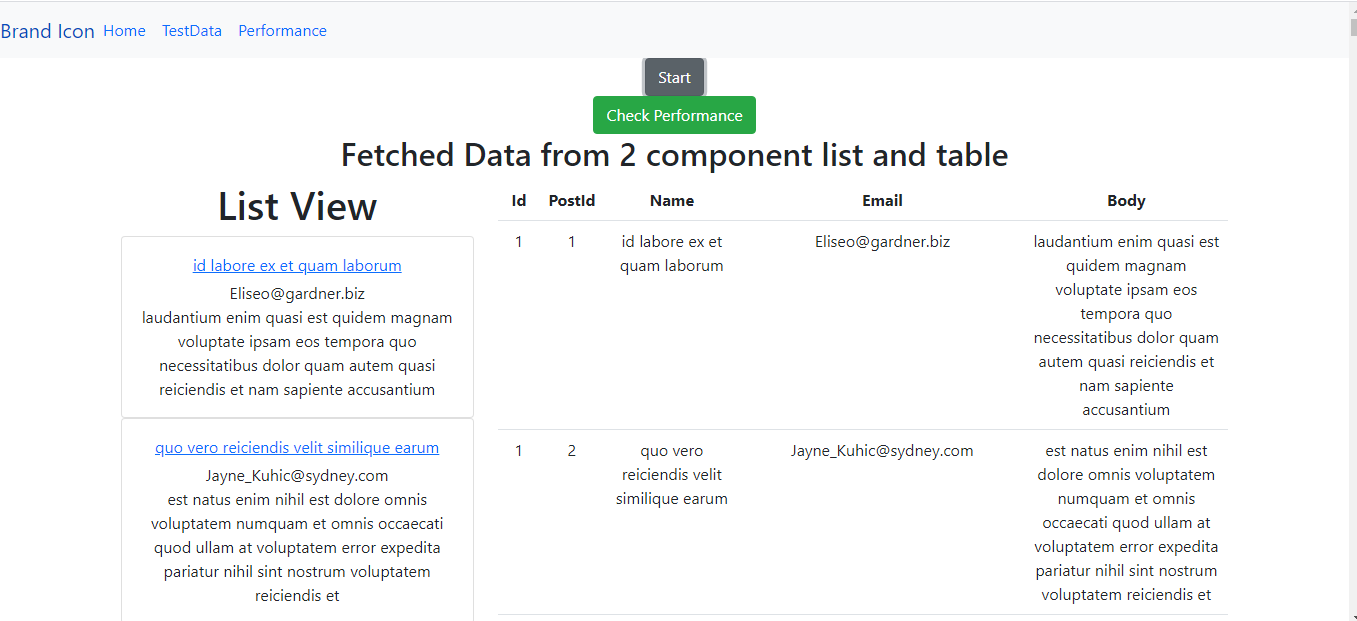 Brand Icon Home TestData Performance
Start
Check Performance
Fetched Data from 2 component list and table
List View
id labore ex et quam laborum
Eliseo@gardner.biz
laudantium enim quasi est quidem magnam
voluptate ipsam eos tempora quo
necessitatibus dolor quam autem quasi
reiciendis et nam sapiente accusantium
quo vero reiciendis velit similique earum
Jayne_Kuhic@sydney.com
est natus enim nihil est dolore omnis
voluptatem numquam et omnis occaecati
quod ullam at voluptatem error expedita
pariatur nihil sint nostrum voluptatem
reiciendis et
Id PostId Name Email Body
1 1 id labore ex et Eliseo@gardner.biz laudantium enim quasi est
quam laborum quidem magnam
voluptate ipsam eos
tempora quo
necessitatibus dolor quam
autem quasi reiciendis et
nam sapiente
accusantium
1 2 quo vero Jayne_Kuhic@sydney.com est natus enim nihil est
reiciendis velit dolore omnis voluptatem
similique earum numquam et omnis
occaecati quod ullam at
voluptatem error expedita
pariatur nihil sint nostrum
voluptatem reiciendis et